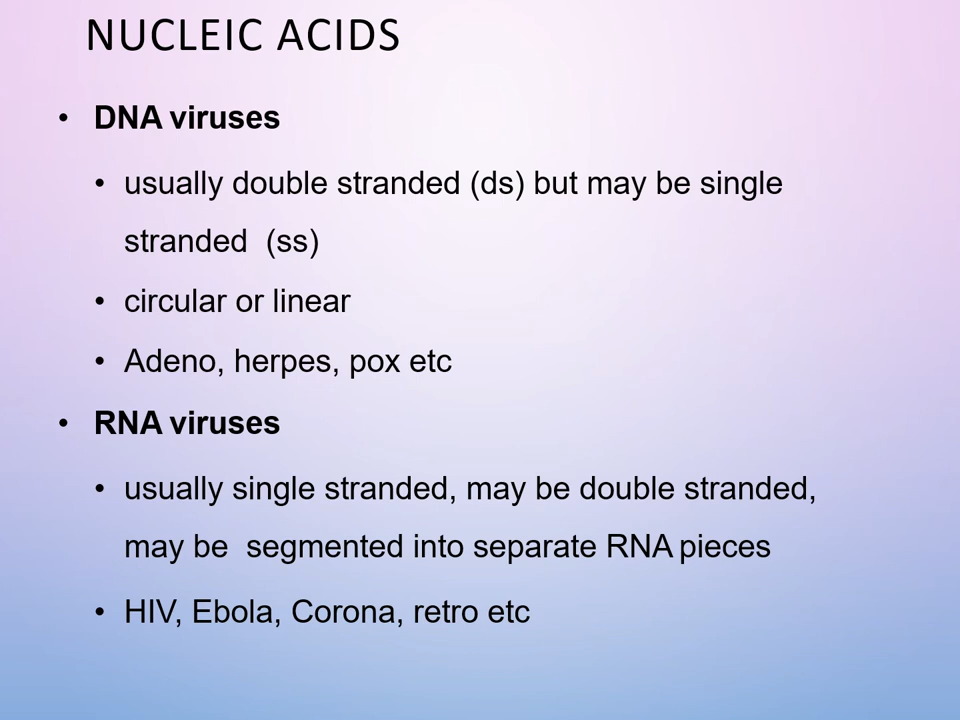 NUCLEIC ACIDS
• DNA viruses
• usually double stranded (ds) but may be single
stranded (ss)
• circular or linear
• Adeno, herpes, pox etc
• RNA viruses
• usually single stranded, may be double stranded,
may be segmented into separate RNA pieces
• HIV, Ebola, Corona, retro etc